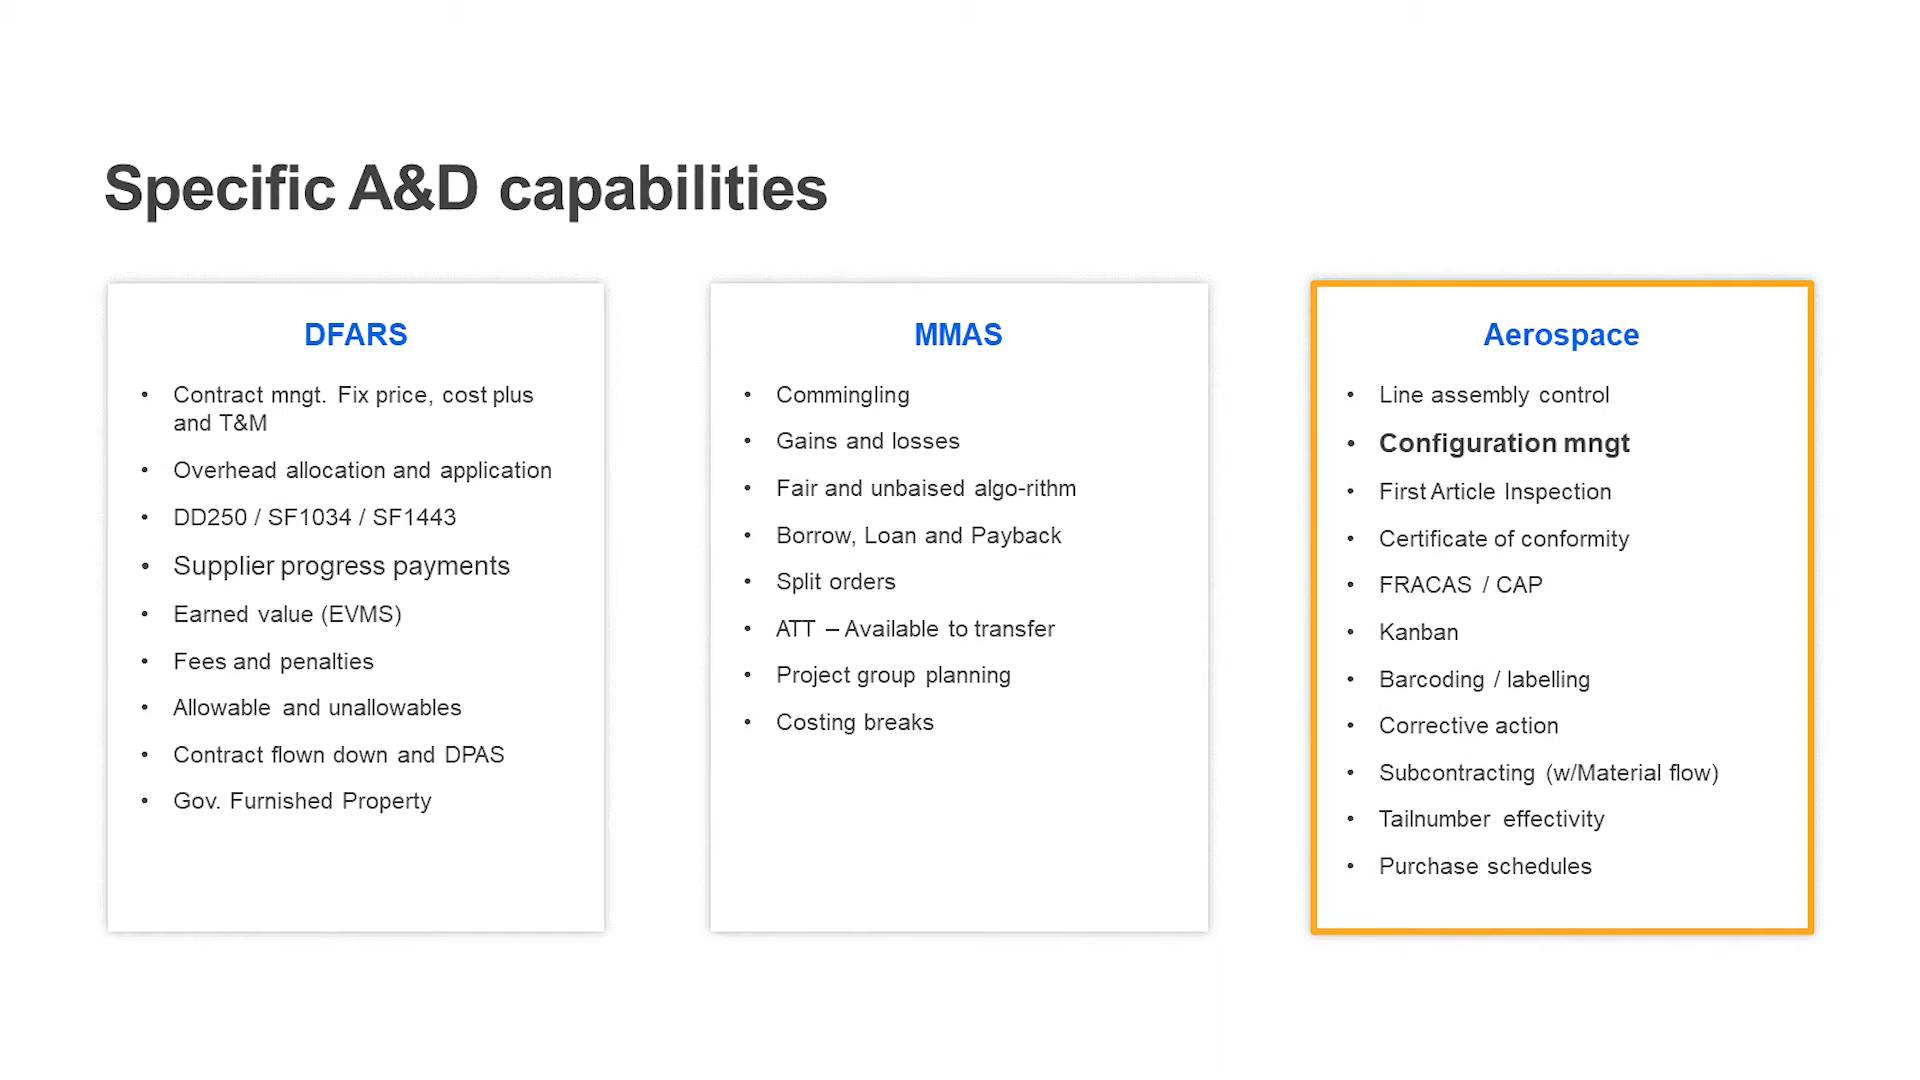 Specific A&D capabilities
DFARS
• Contract mngt. Fix price, cost plus
and T&M
• Overhead allocation and application
• DD250 / SF1034 / SF1443
• Supplier progress payments
• Earned value (EVMS)
• Fees and penalties
• Allowable and unallowables
• Contract flown down and DPAS
• Gov. Furnished Property
MMAS
• Commingling
• Gains and losses
• Fair and unbaised algo-rithm
• Borrow, Loan and Payback
• Split orders
• ATT – Available to transfer
• Project group planning
• Costing breaks
Aerospace
• Line assembly control
• Configuration mngt
• First Article Inspection
• Certificate of conformity
• FRACAS / CAP
• Kanban
• Barcoding / labelling
• Corrective action
• Subcontracting (w/Material flow)
• Tailnumber effectivity
• Purchase schedules